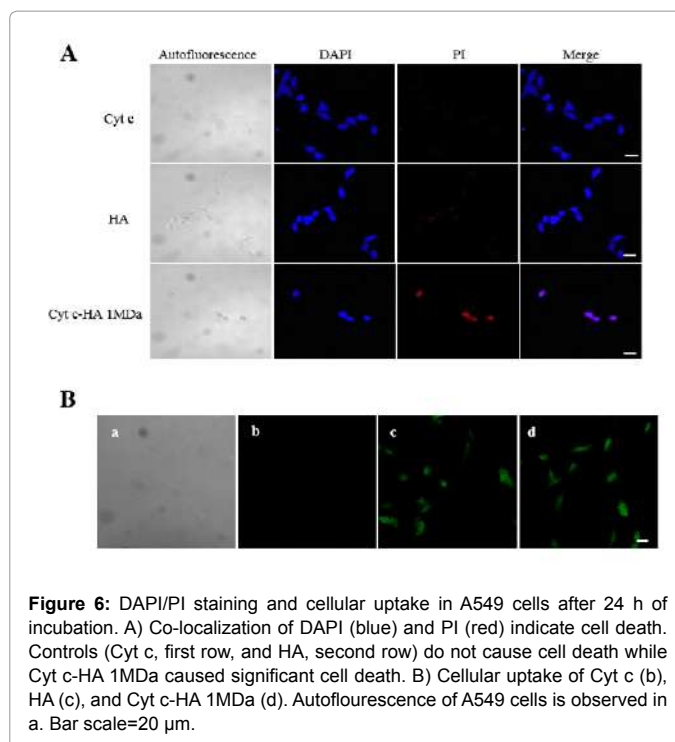 A
Autofluorescence DAPI PI Merge
Cyt c
HA
Cyt c-HA 1MDa
B
a b c d
Figure 6: DAPI/PI staining and cellular uptake in A549 cells after 24 h of
incubation. A) Co-localization of DAPI (blue) and PI (red) indicate cell death.
Controls (Cyt c, first row, and HA, second row) do not cause cell death while
Cyt c-HA 1MDa caused significant cell death. B) Cellular uptake of Cyt c (b),
HA (c), and Cyt c-HA 1MDa (d). Autoflourescence of A549 cells is observed in
a. Bar scale=20 µm.